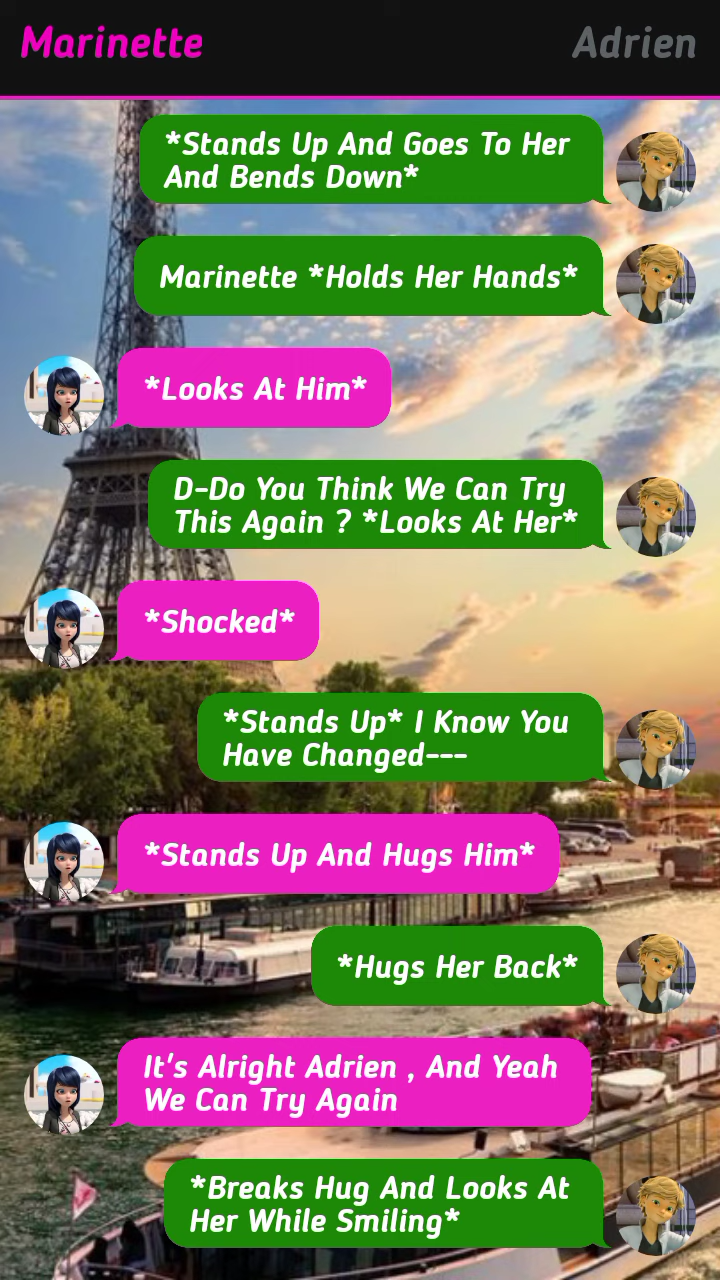 Marinette
Adrien
*Stands Up And Goes To Her
And Bends Down*
Marinette *Holds Her Hands*
*Looks At Him*
D-Do You Think We Can Try
This Again ? *Looks At Her*
*Shocked*
*Stands Up* I Know You
Have Changed---
*Stands Up And Hugs Him*
*Hugs Her Back*
It's Alright Adrien , And Yeah
We Can Try Again
*Breaks Hug And Looks At
Her While Smiling*